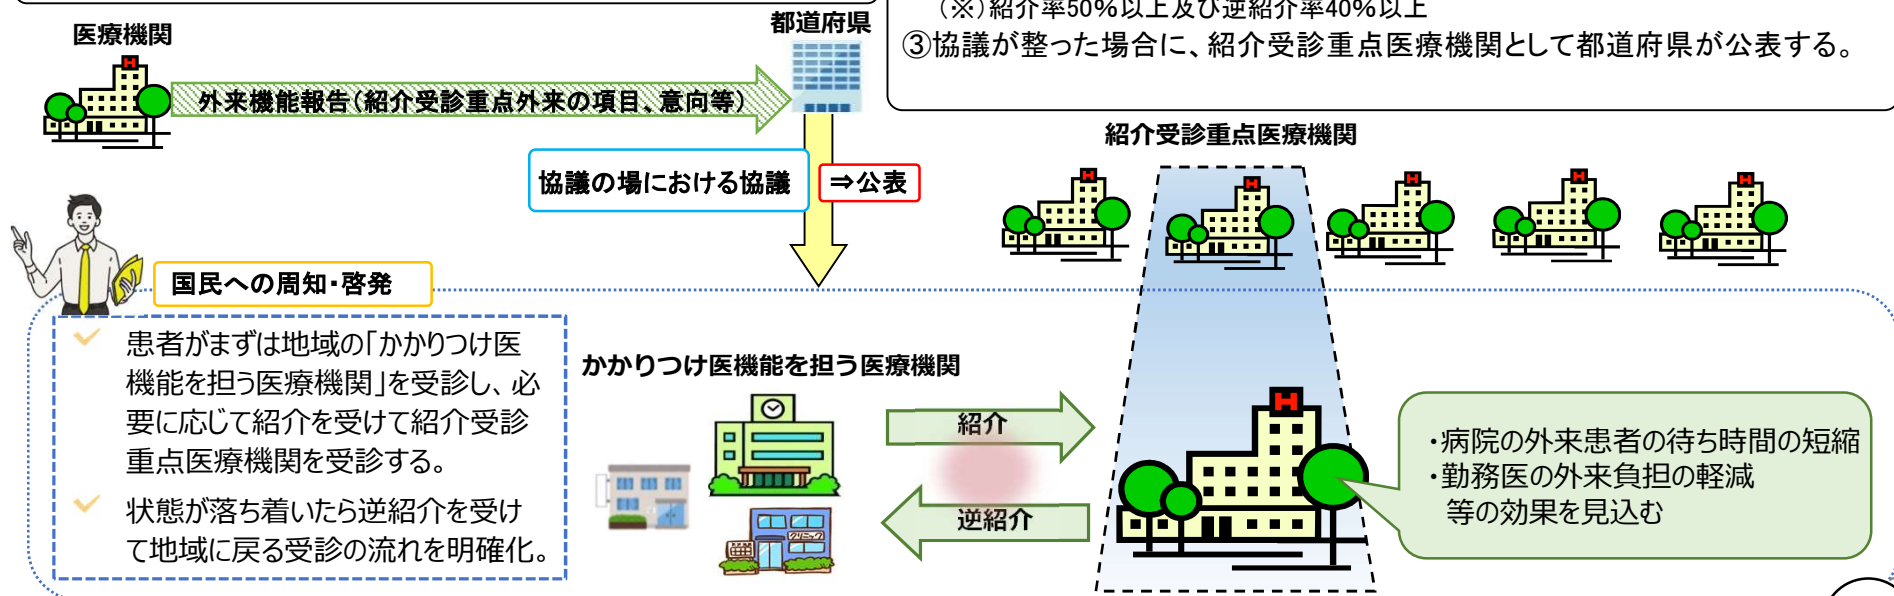 （※）紹介率50％以上及び逆紹介率40％以上
③協議が整った場合に、紹介受診重点医療機関として都道府県が公表する。
医療機関
都道府県
外来機能報告（紹介受診重点外来の項目、意向等）
協議の場における協議
⇒公表
紹介受診重点医療機関
国民への周知・啓発
患者がまずは地域の「かかりつけ医
機能を担う医療機関」を受診し、必
要に応じて紹介を受けて紹介受診
重点医療機関を受診する。
状態が落ち着いたら逆紹介を受け
て地域に戻る受診の流れを明確化。
かかりつけ医機能を担う医療機関
クリニック
紹介
逆紹介
H
H
H
H
H
H
H
・病院の外来患者の待ち時間の短縮
・勤務医の外来負担の軽減
等の効果を見込む